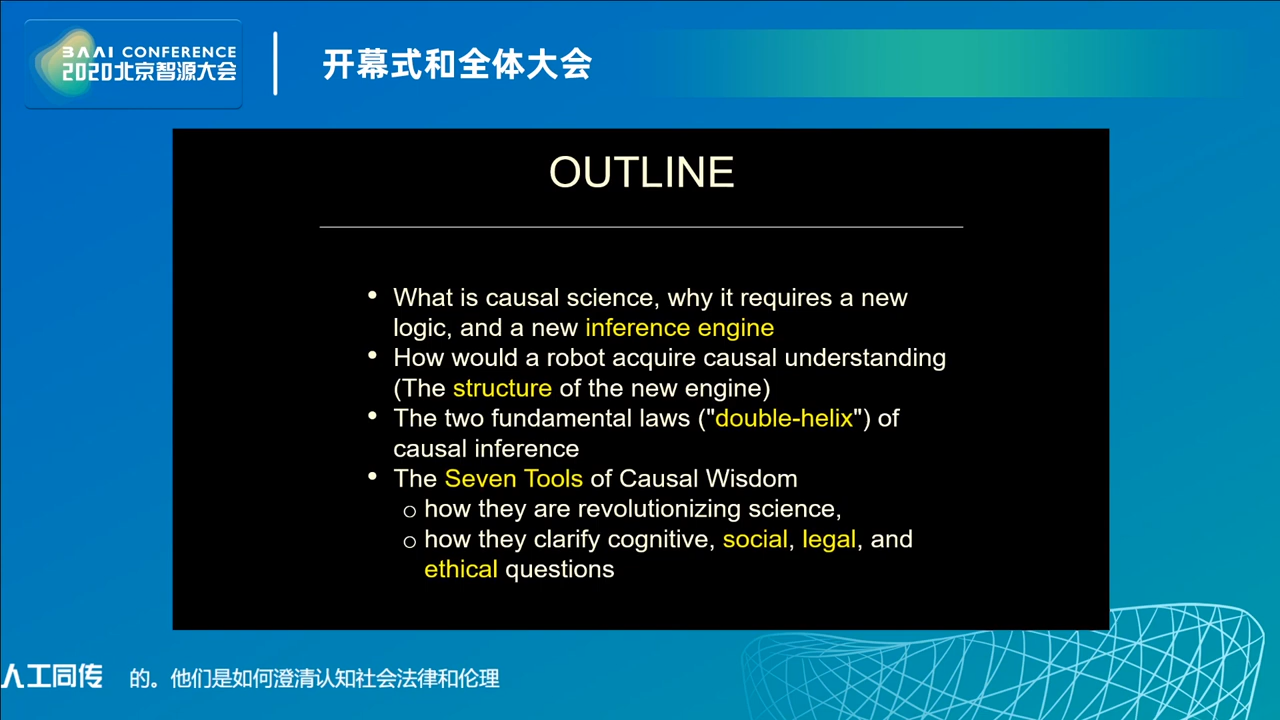 BAAI CONFERENCE
2020北京智源大会
开幕式和全体大会
OUTLINE
• What is causal science, why it requires a new
logic, and a new inference engine
• How would a robot acquire causal understanding
(The structure of the new engine)
• The two fundamental laws ("double-helix") of
causal inference
• The Seven Tools of Causal Wisdom
o how they are revolutionizing science,
o how they clarify cognitive, social, legal, and
ethical questions
人工同传 的。他们是如何澄清认知社会法律和伦理